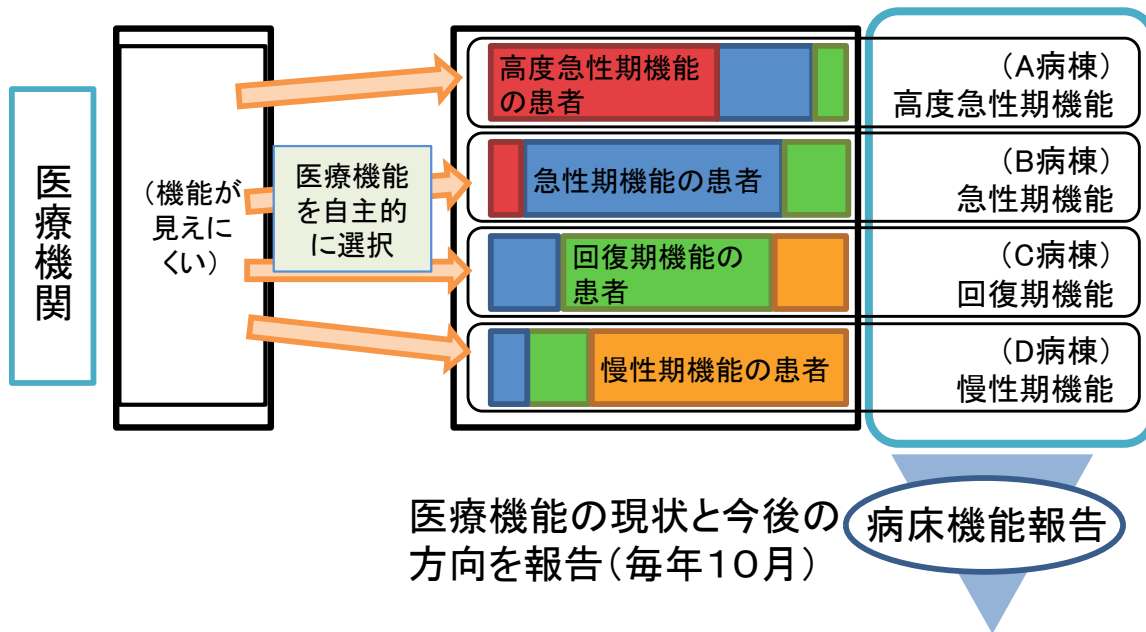 医療機関
(機能が
見えに
くい)
医療機能
を自主的
に選択
高度急性期機能
の患者
(A病棟)
高度急性期機能
急性期機能の患者
(B病棟)
急性期機能
回復期機能の
患者
(C病棟)
回復期機能
慢性期機能の患者
(D病棟)
慢性期機能
医療機能の現状と今後の
方向を報告(毎年10月)
病床機能報告